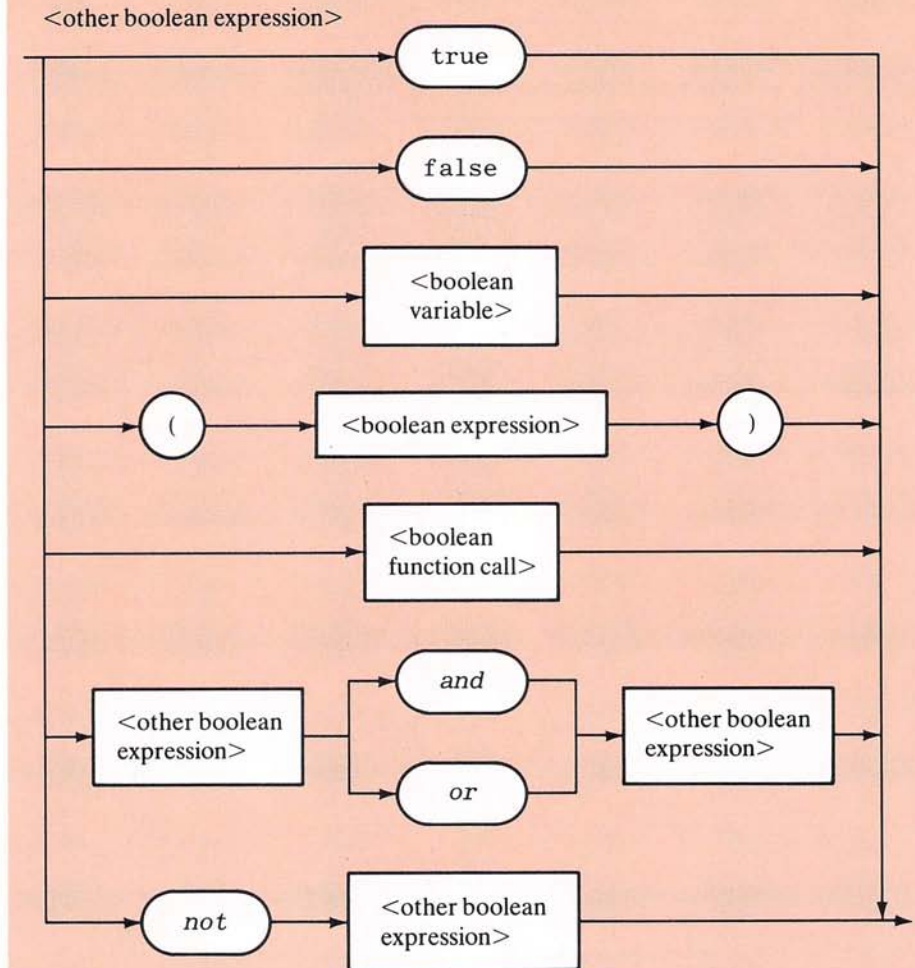 <other boolean expression>
true
false
<boolean
variable>
(
<boolean expression>
)
<boolean
function call>
<other boolean
expression>
and
or
<other boolean
expression>
not
<other boolean
expression>